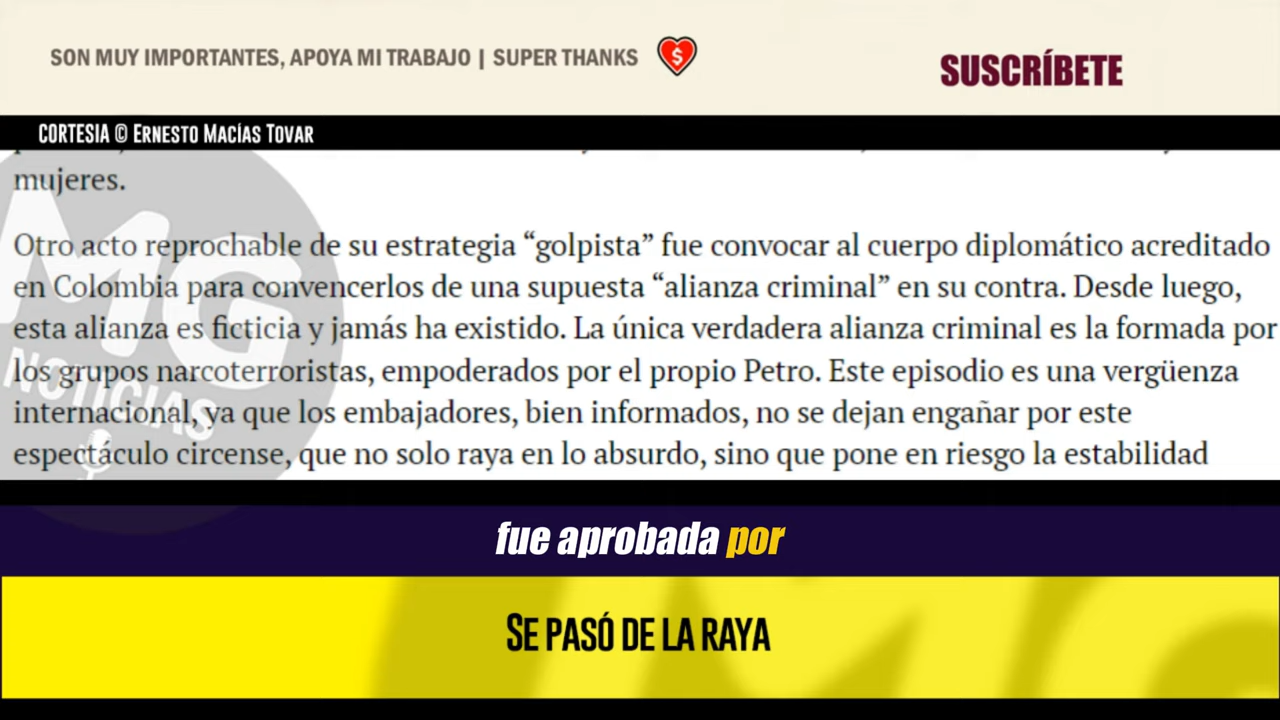 SON MUY IMPORTANTES, APOYA MI TRABAJO | SUPER THANKS
SUSCRÍBETE
CORTESIA © ERNESTO MACÍAS TOVAR
mujeres.
Otro acto reprochable de su estrategia “golpista” fue convocar al cuerpo diplomático acreditado
en Colombia para convencerlos de una supuesta “alianza criminal” en su contra. Desde luego,
esta alianza es ficticia y jamás ha existido. La única verdadera alianza criminal es la formada por
los grupos narcoterroristas, empoderados por el propio Petro. Este episodio es una vergüenza
internacional, ya que los embajadores, bien informados, no se dejan engañar por este
espectáculo circense, que no solo raya en lo absurdo, sino que pone en riesgo la estabilidad
MG
NOTICIAS
fue aprobada por
SE PASÓ DE LA RAYA